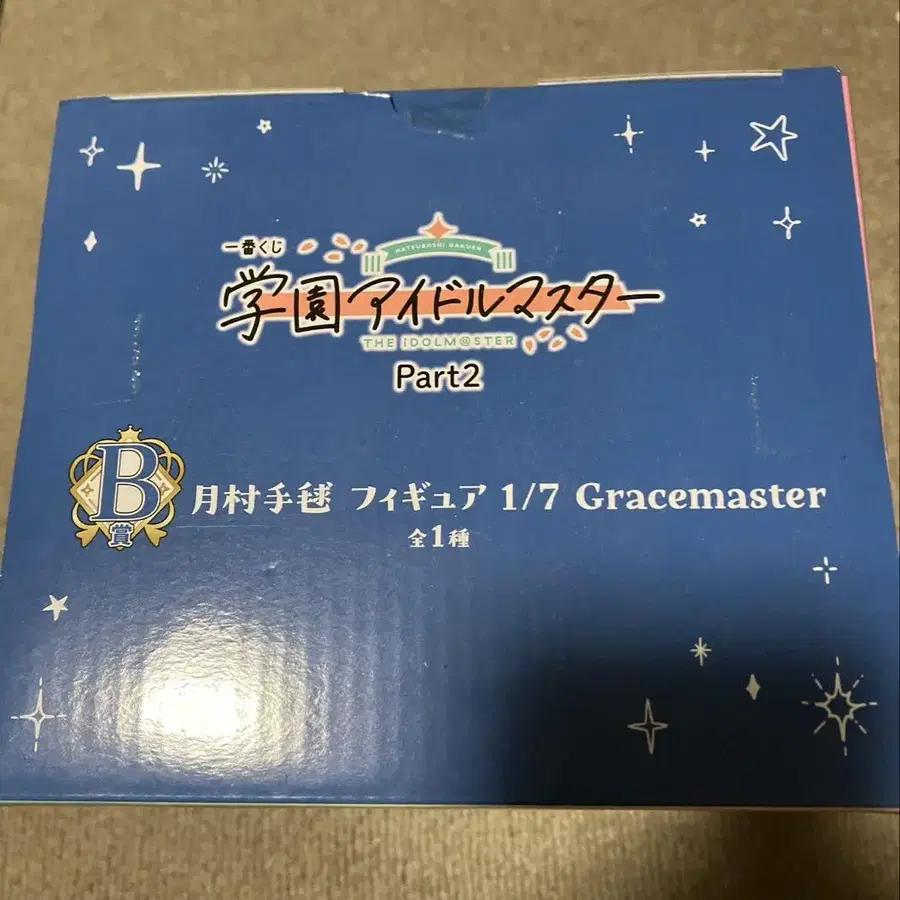 HATSUBOSHI GAKUEN
一番くじ
学園アイドルマスター
THE iDOLM@STER
Part2
B賞
月村手毬 フィギュア 1/7 Gracemaster
全1種